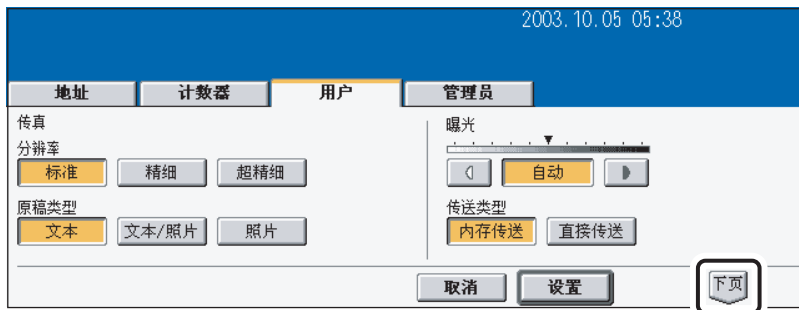 2003.10.05 05:38
地址 计数器 用户 管理员
传真
分辨率
标准 精细 超精细
原稿类型
文本 文本/照片 照片
曝光
自动
传送类型
内存传送 直接传送
取消 设置 下页